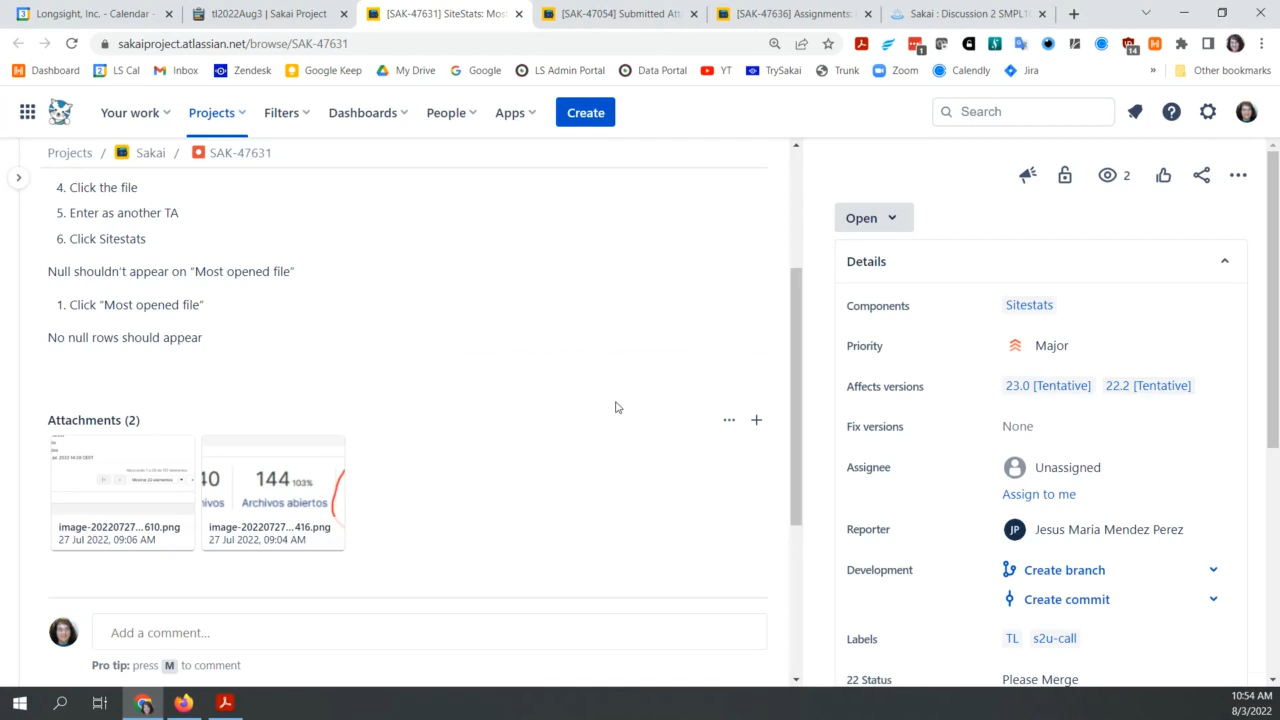 Longsight, Inc. - Calendar -
tl2022Aug3 | Sakai Project
[SAK-47631] SiteStats: Mos
[SAK-47054] Submitted Att
[SAK-47636] Assignments:
Sakai : Discussion 2 SMPL10
sakaiproject.atlassian.net/browse/SAK-47631
Dashboard
LS Cal
Inbox
Zendesk
Google Keep
My Drive
Google
LS Admin Portal
Data Portal
YT
TrySakai
Trunk
Zoom
Calendly
Jira
»
Other bookmarks
Your work
Projects
Filters
Dashboards
People
Apps
Create
Search
Projects / Sakai / SAK-47631
4. Click the file
5. Enter as another TA
6. Click Sitestats
Null shouldn't appear on "Most opened file"
1. Click "Most opened file"
No null rows should appear
Attachments (2)
144 103%
Archivos abiertos
image-20220727...610.png
27 Jul 2022, 09:06 AM
image-20220727...416.png
27 Jul 2022, 09:04 AM
Add a comment...
Pro tip: press M to comment
2
Open
Details
Components
Sitestats
Priority
Major
Affects versions
23.0 [Tentative]
22.2 [Tentative]
Fix versions
None
Assignee
Unassigned
Assign to me
Reporter
JP
Jesus Maria Mendez Perez
Development
Create branch
Create commit
Labels
TL
s2u-call
22 Status
Please Merge
10:54 AM
8/3/2022